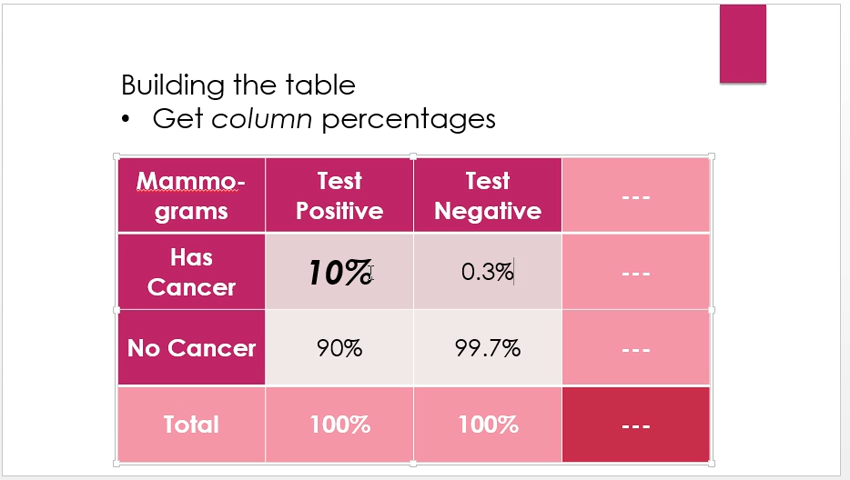 Building the table
• Get column percentages
Mammo-
grams
Test
Positive
Test
Negative
---
Has
Cancer
10%
0.3%
---
No Cancer
90%
99.7%
---
Total
100%
100%
---